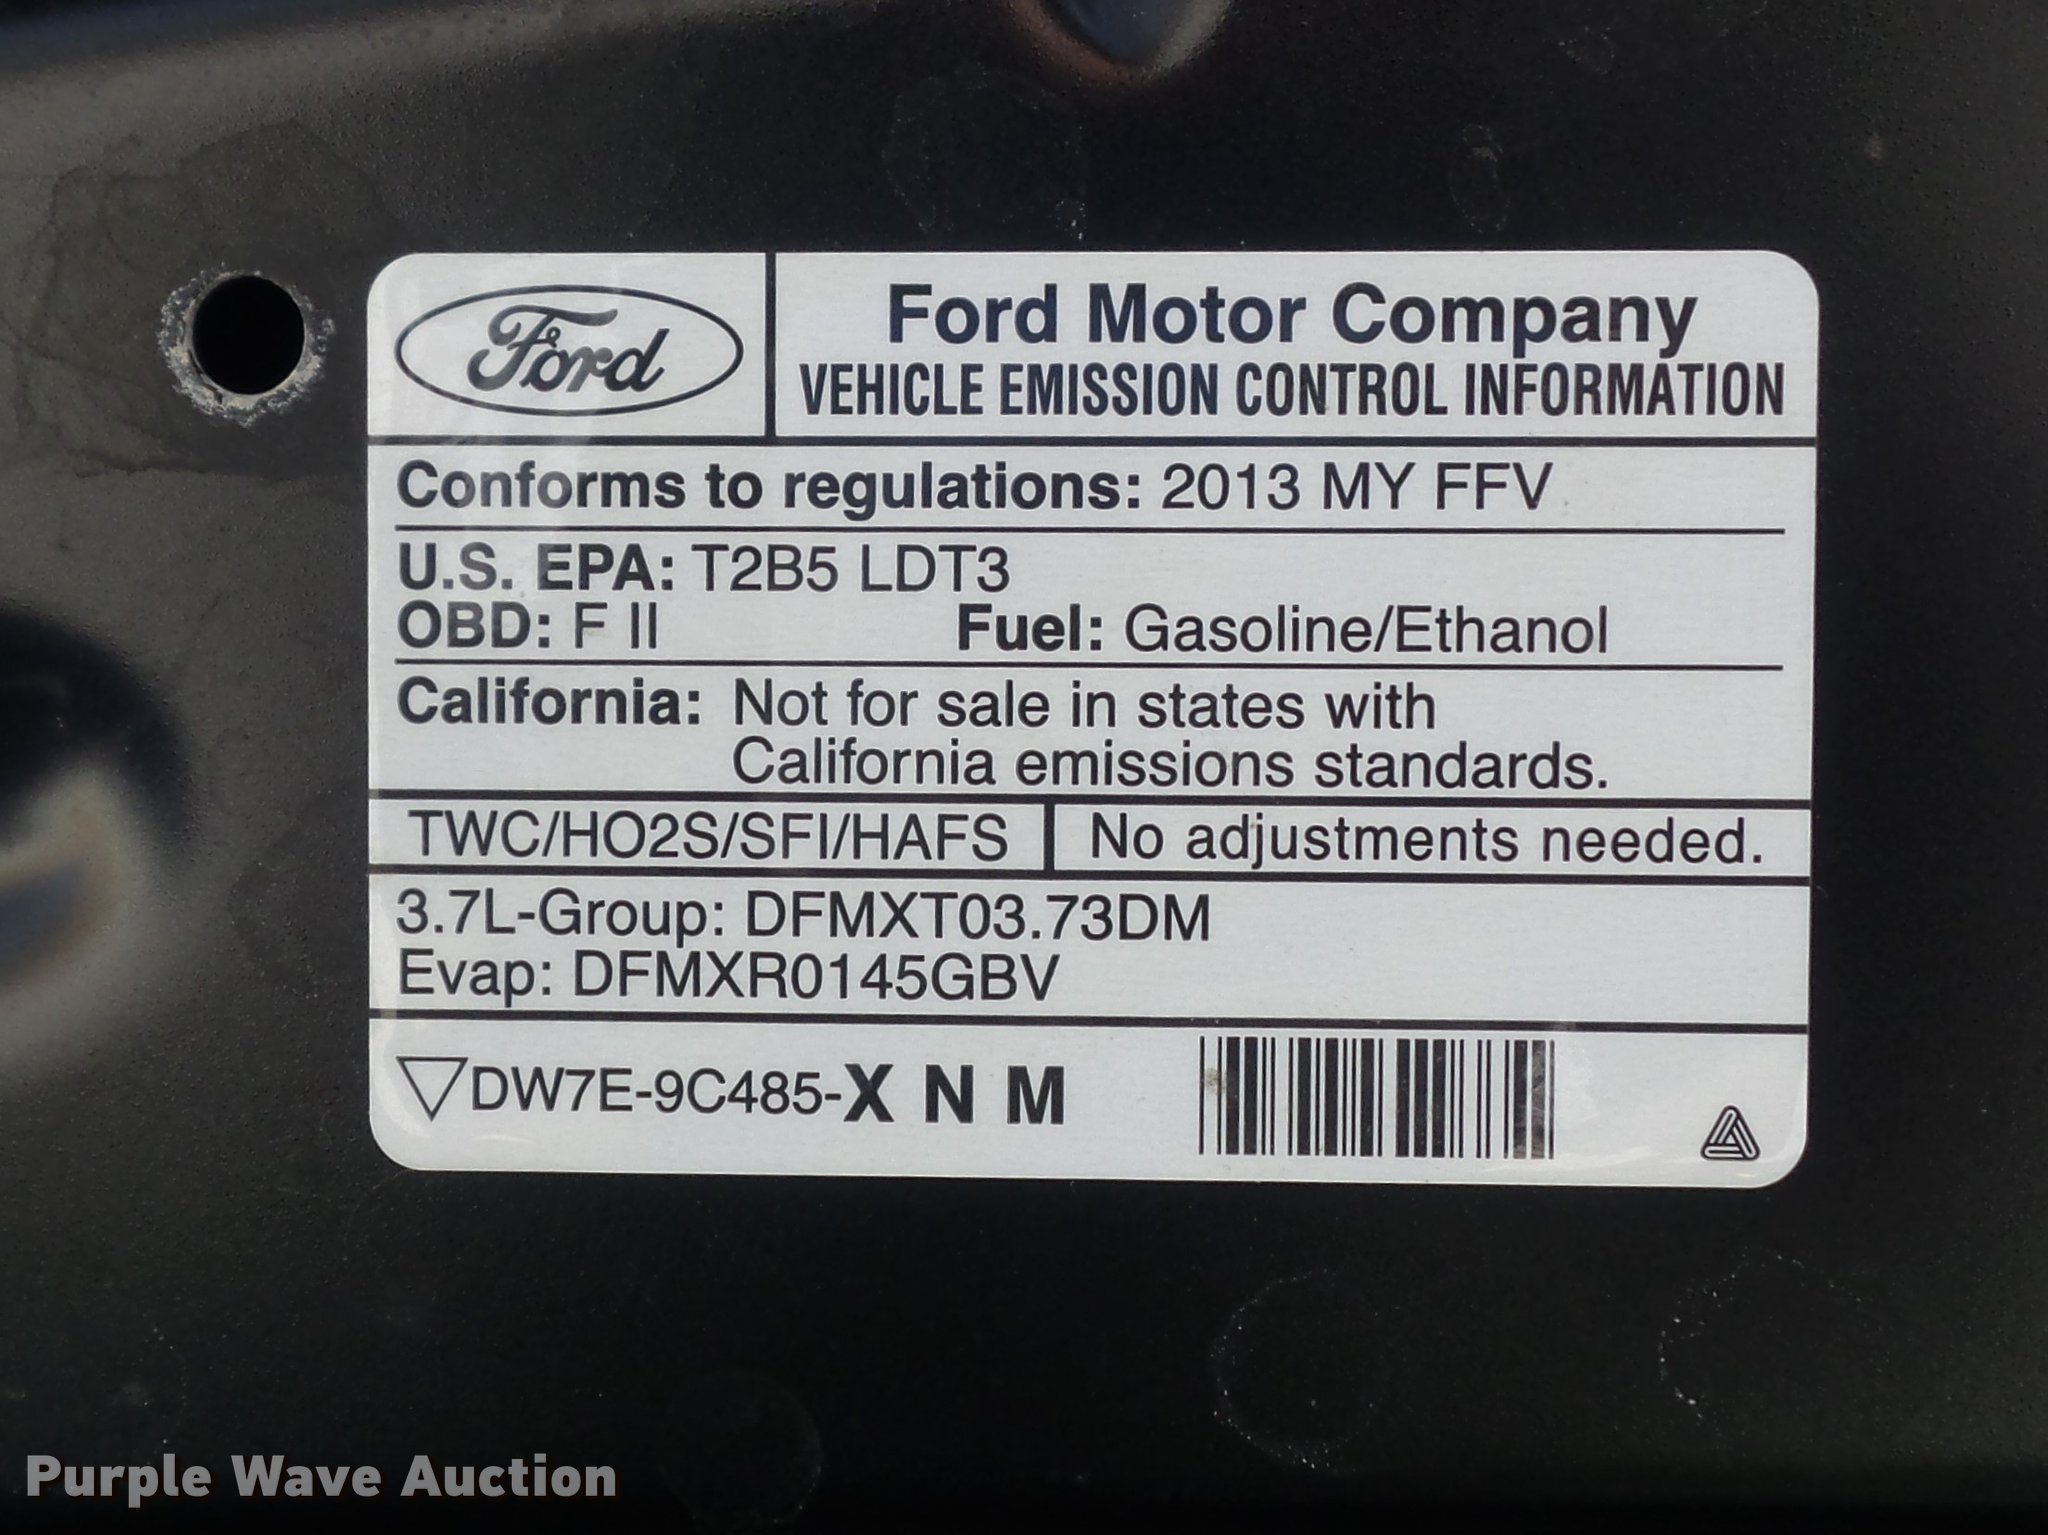 Ford
Ford Motor Company
VEHICLE EMISSION CONTROL INFORMATION
Conforms to regulations: 2013 MY FFV
U.S. EPA: T2B5 LDT3
OBD: F II Fuel: Gasoline/Ethanol
California: Not for sale in states with
California emissions standards.
TWC/HO2S/SFI/HAFS No adjustments needed.
3.7L-Group: DFMXT03.73DM
Evap: DFMXR0145GBV
DW7E-9C485-X N M
Purple Wave Auction